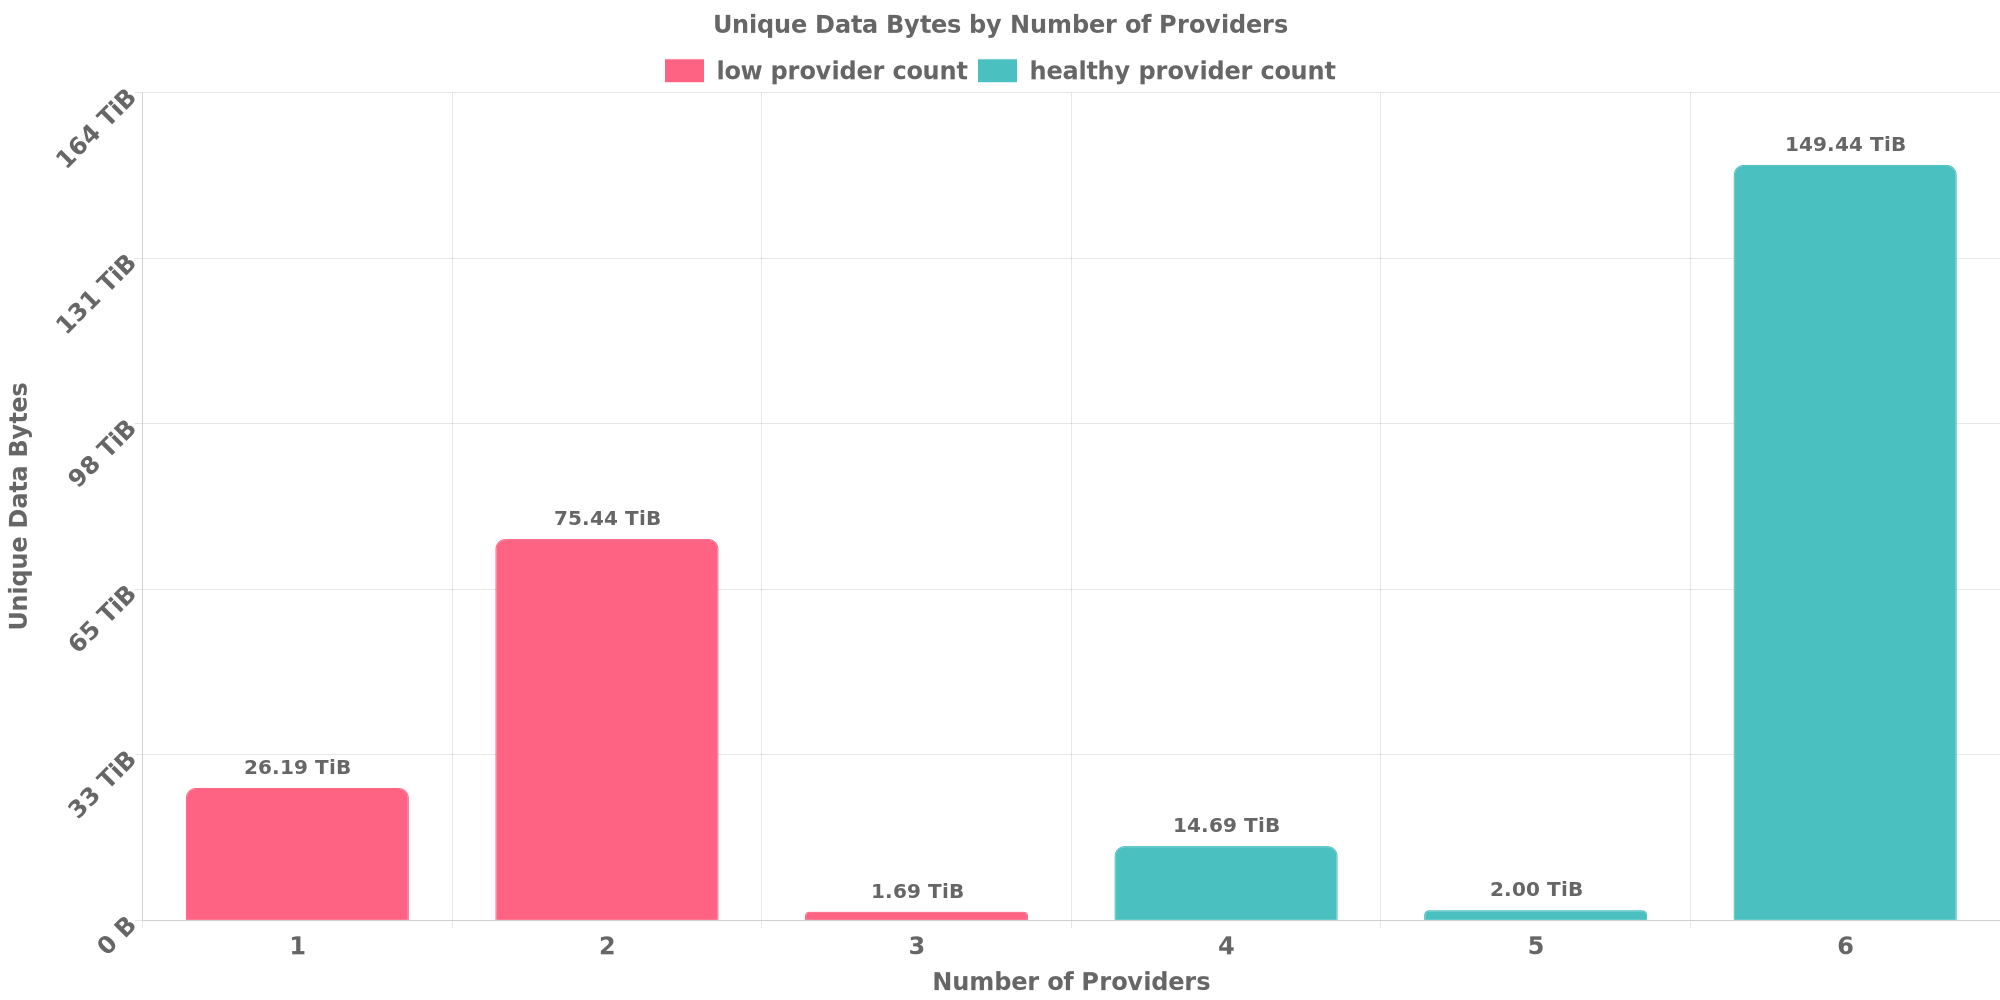 Unique Data Bytes by Number of Providers
low provider count healthy provider count
164 TiB
131 TiB
98 TiB
65 TiB
33 TiB
0 B
Unique Data Bytes
26.19 TiB
75.44 TiB
1.69 TiB
14.69 TiB
2.00 TiB
149.44 TiB
1 2 3 4 5 6
Number of Providers